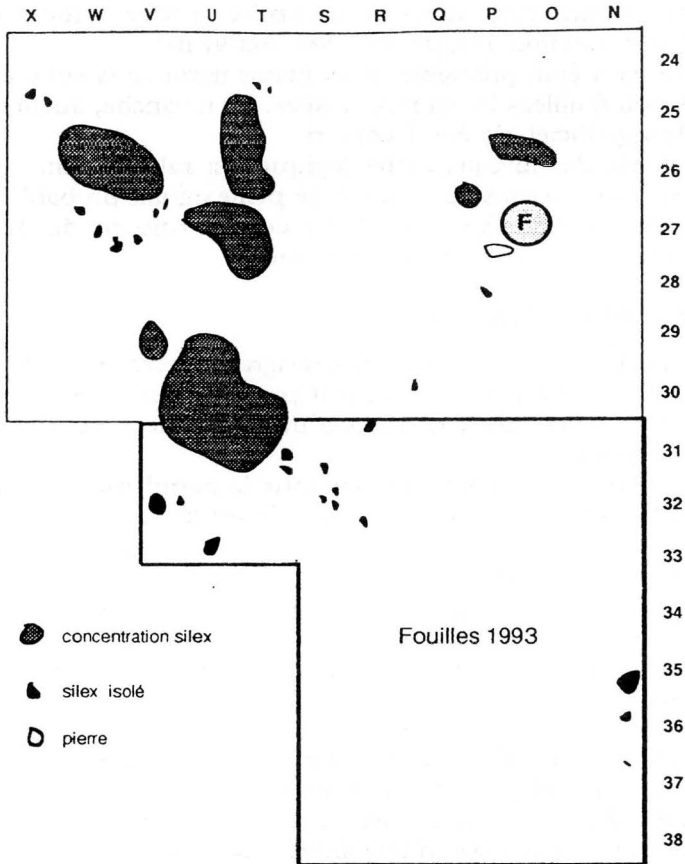 X W V U T S R Q P O N
24
25
26
F
27
28
29
30
31
32
33
34
concentration silex
Fouilles 1993
35
silex isolé
36
pierre
37
38